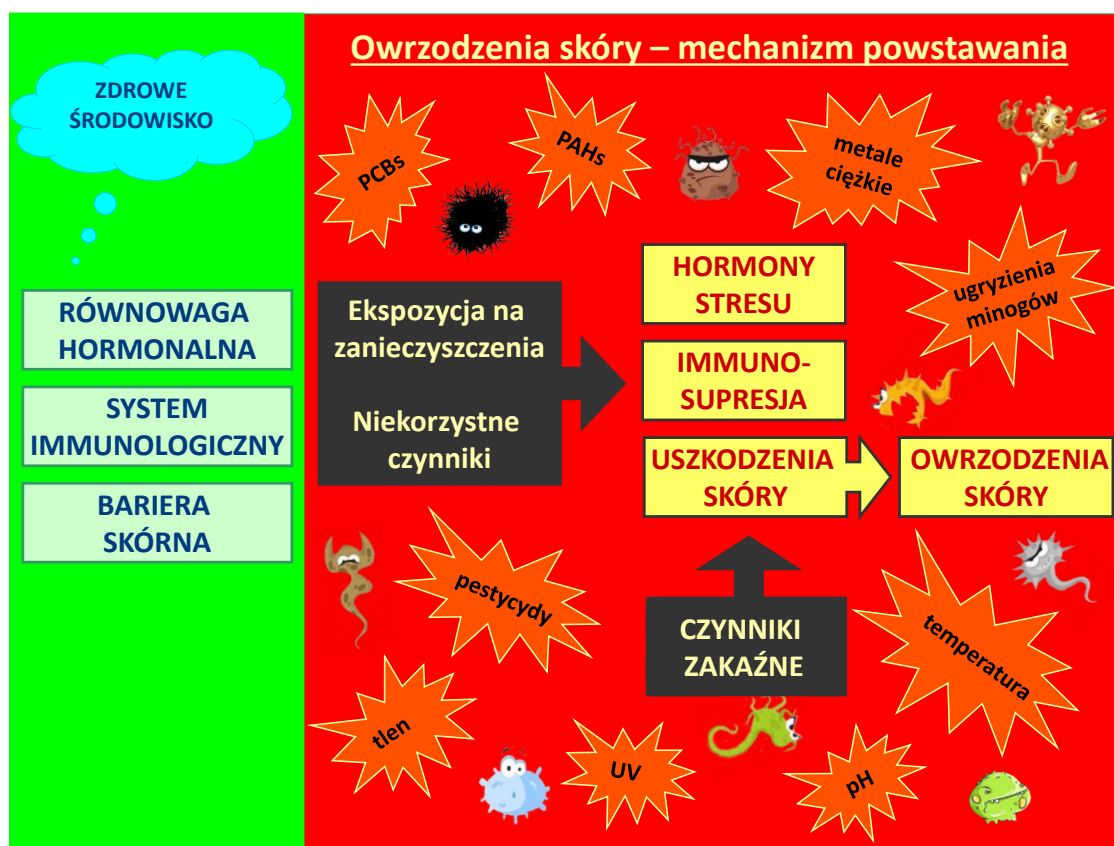 Owrzodzenia skóry – mechanizm powstawania
ZDROWE
ŚRODOWISKO
RÓWNOWAGA
HORMONALNA
SYSTEM
IMMUNOLOGICZNY
BARIERA
SKÓRNA
PCBs
PAHs
metale
ciężkie
ugryzienia
minogów
Ekspozycja na
zanieczyszczenia
Niekorzystne
czynniki
HORMONY
STRESU
IMMUNO-
SUPRESJA
USZKODZENIA
SKÓRY
OWRZODZENIA
SKÓRY
pestycydy
CZYNNIKI
ZAKAŹNE
temperatura
tlen
UV
pH